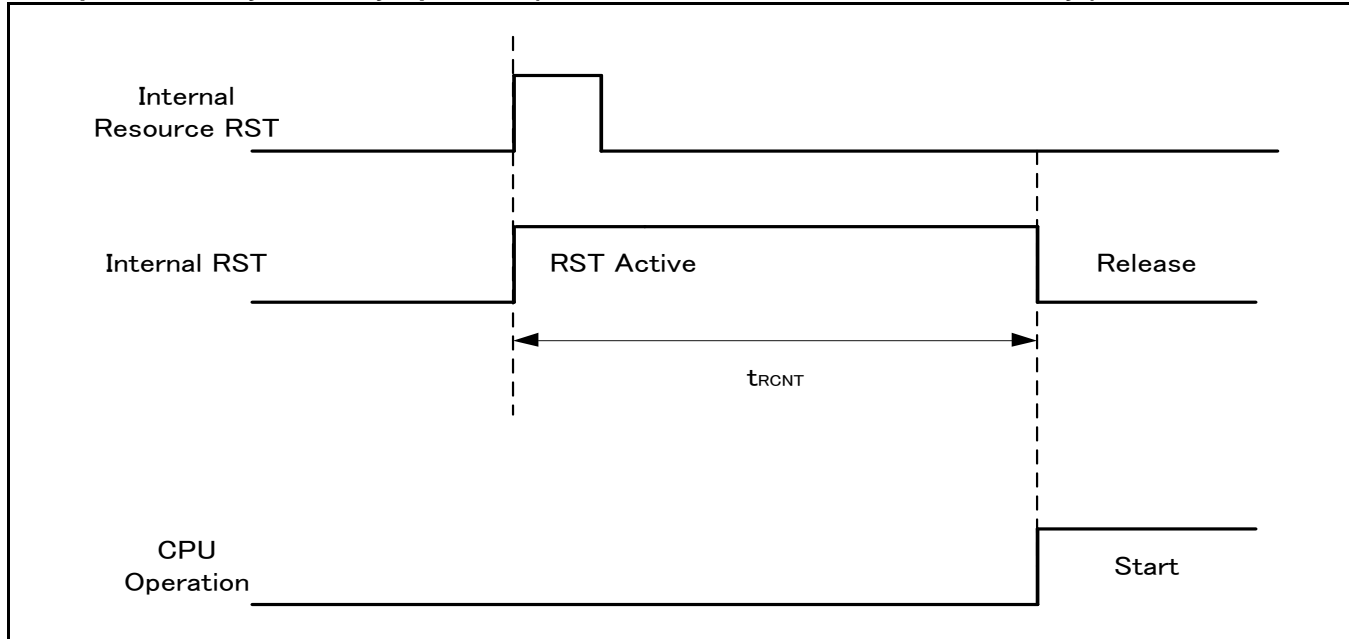 Internal
Resource RST
Internal RST
RST Active
Release
tRCNT
CPU
Operation
Start